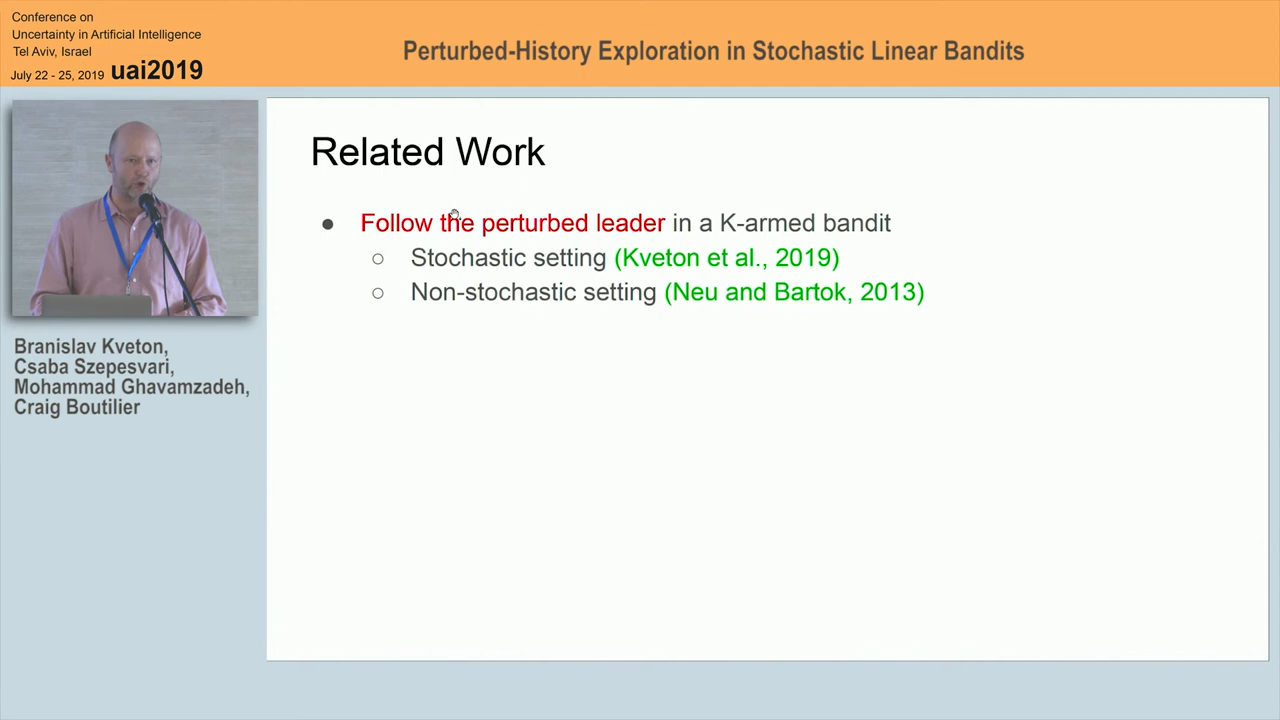 Conference on
Uncertainty in Artificial Intelligence
Tel Aviv, Israel
July 22 - 25, 2019 uai2019
Perturbed-History Exploration in Stochastic Linear Bandits
Related Work
● Follow the perturbed leader in a K-armed bandit
○ Stochastic setting (Kveton et al., 2019)
○ Non-stochastic setting (Neu and Bartok, 2013)
Branislav Kveton,
Csaba Szepesvari,
Mohammad Ghavamzadeh,
Craig Boutilier